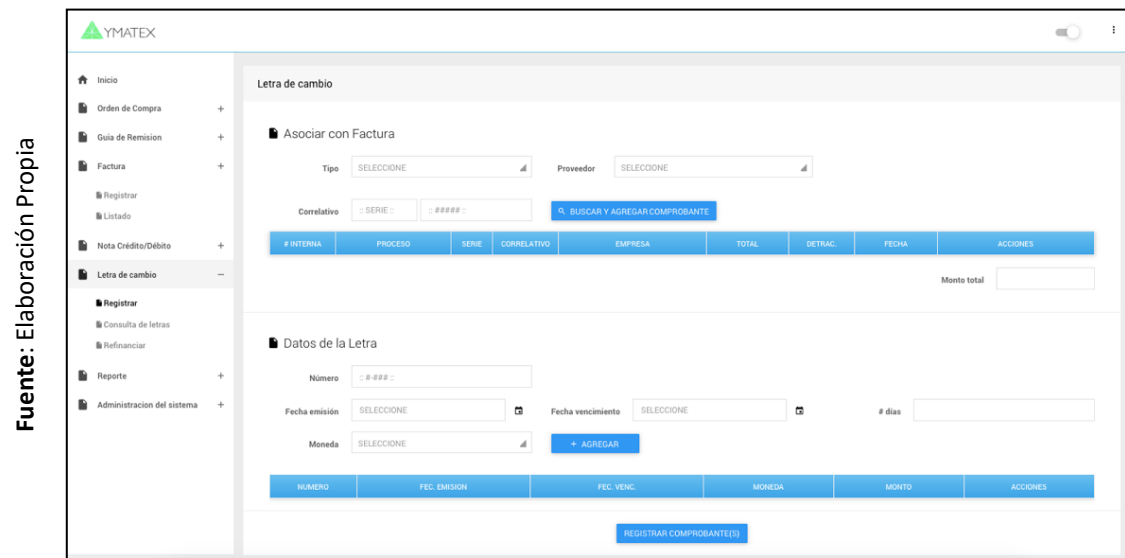 Fuente: Elaboración Propia
YMATEX
Inicio
Orden de Compra +
Guia de Remision +
Factura +
Registrar
Listado
Nota Crédito/Débito +
Letra de cambio −
Registrar
Consulta de letras
Refinanciar
Reporte +
Administracion del sistema +
Letra de cambio
Asociar con Factura
Tipo SELECCIONE Proveedor SELECCIONE
Correlativo :: SERIE :: :: ##### :: BUSCAR Y AGREGAR COMPROBANTE
# INTERNA PROCESO SERIE CORRELATIVO EMPRESA TOTAL DETRAC. FECHA ACCIONES
Monto total
Datos de la Letra
Número :: #-### ::
Fecha emisión SELECCIONE Fecha vencimiento SELECCIONE # días
Moneda SELECCIONE + AGREGAR
NUMERO FEC. EMISION FEC. VENC. MONEDA MONTO ACCIONES
REGISTRAR COMPROBANTE(S)